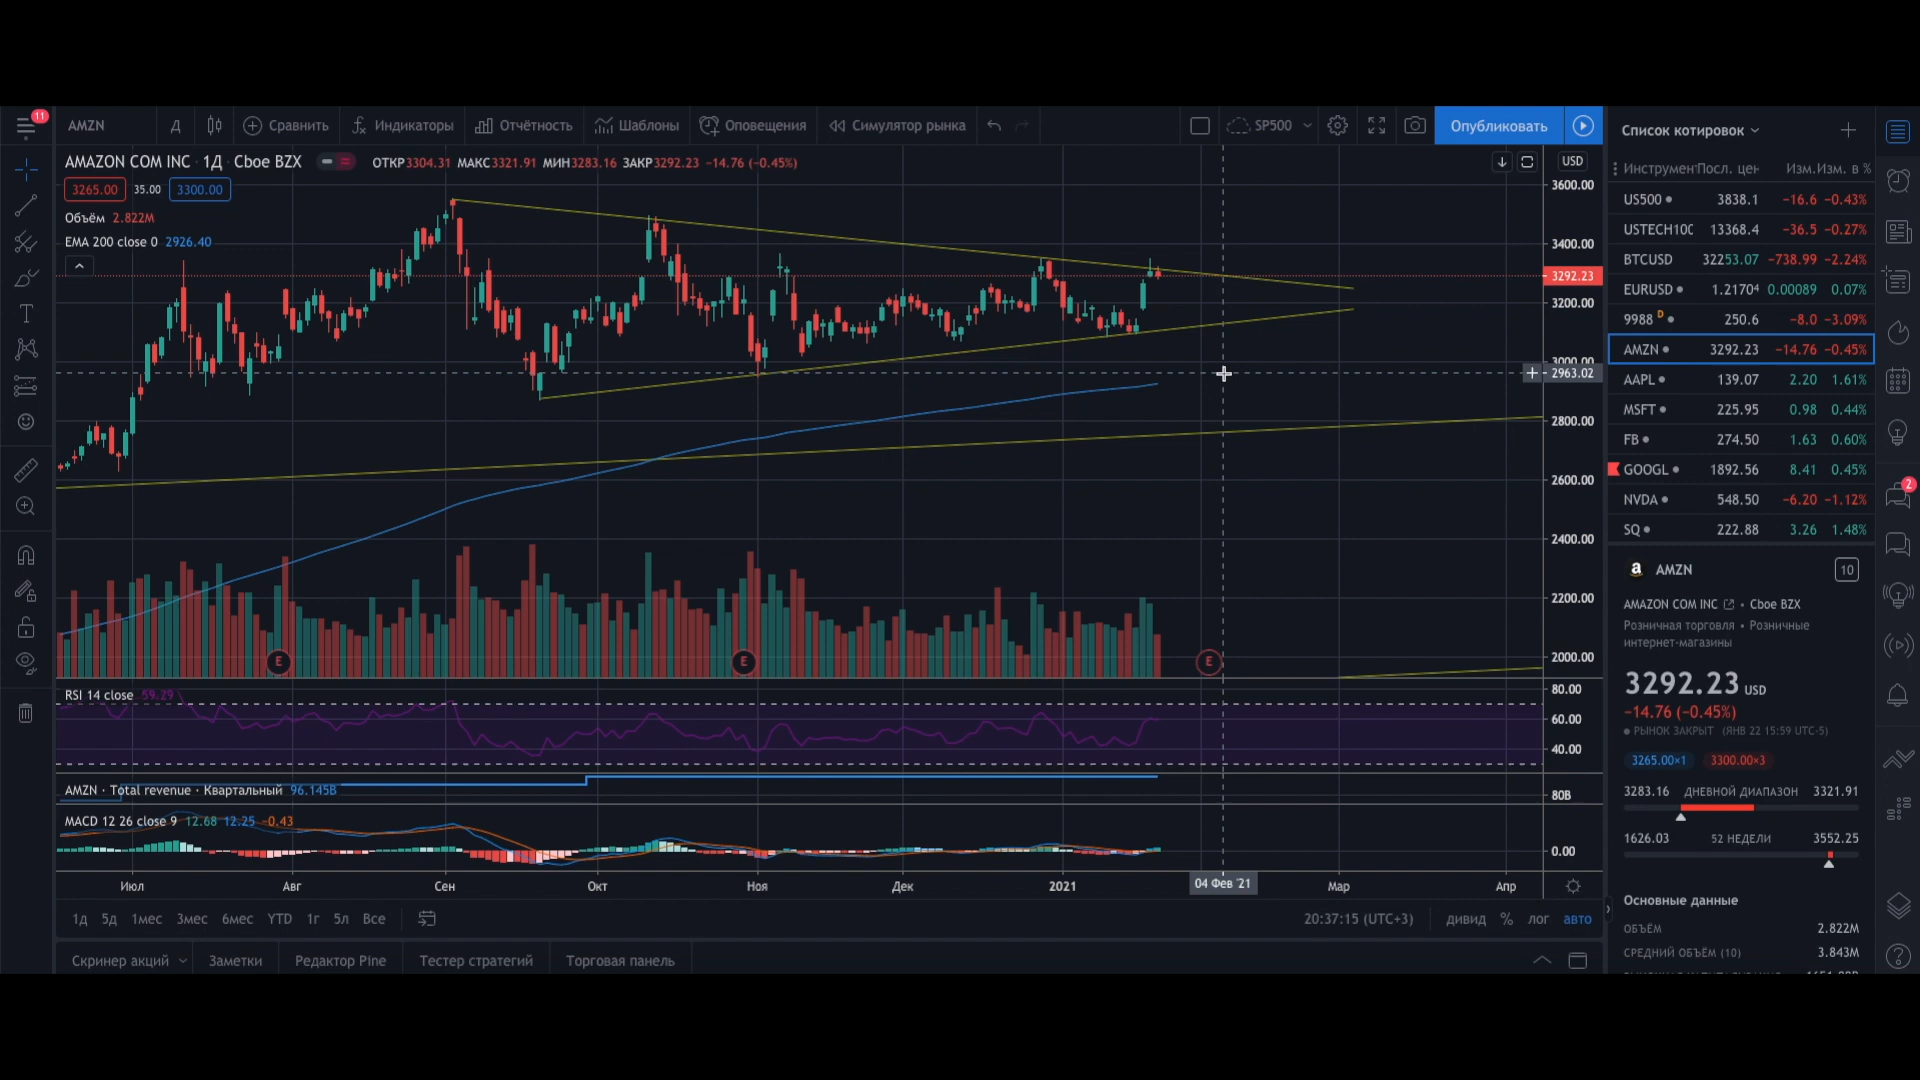 11
AMZN Д Сравнить Индикаторы Отчётность Шаблоны Оповещения Симулятор рынка SP500 Опубликовать
AMAZON COM INC 1Д Cboe BZX ОТКР3304.31 МАКС3321.91 МИН3283.16 ЗАКР3292.23 −14.76 (−0.45%)
3265.00 35.00 3300.00
Объём 2.822M
EMA 200 close 0 2926.40
USD
3600.00
3400.00
3292.23
3200.00
3000.00
2963.02
2800.00
2600.00
2400.00
2200.00
2000.00
E E E
RSI 14 close 59.29
80.00
60.00
40.00
AMZN · Total revenue · Квартальный 96.145B
80B
MACD 12 26 close 9 12.68 12.25 −0.43
0.00
Июл Авг Сен Окт Ноя Дек 2021 04 Фев '21 Мар Апр
1д 5д 1мес 3мес 6мес YTD 1г 5л Все 20:37:15 (UTC+3) дивид % лог авто
Скринер акций Заметки Редактор Pine Тестер стратегий Торговая панель
Список котировок
Инструмен Посл. цен Изм. Изм. в %
US500 3838.1 −16.6 −0.43%
USTECH100 13368.4 −36.5 −0.27%
BTCUSD 32253.07 −738.99 −2.24%
EURUSD 1.21704 0.00089 0.07%
9988 D 250.6 −8.0 −3.09%
AMZN 3292.23 −14.76 −0.45%
AAPL 139.07 2.20 1.61%
MSFT 225.95 0.98 0.44%
FB 274.50 1.63 0.60%
GOOGL 1892.56 8.41 0.45%
NVDA 548.50 −6.20 −1.12%
SQ 222.88 3.26 1.48%
a AMZN 10
AMAZON COM INC • Cboe BZX
Розничная торговля • Розничные
интернет-магазины
3292.23 USD
−14.76 (−0.45%)
РЫНОК ЗАКРЫТ (ЯНВ 22 15:59 UTC-5)
3265.00×1 3300.00×3
3283.16 ДНЕВНОЙ ДИАПАЗОН 3321.91
1626.03 52 НЕДЕЛИ 3552.25
Основные данные
ОБЪЁМ 2.822M
СРЕДНИЙ ОБЪЁМ (10) 3.843M
2